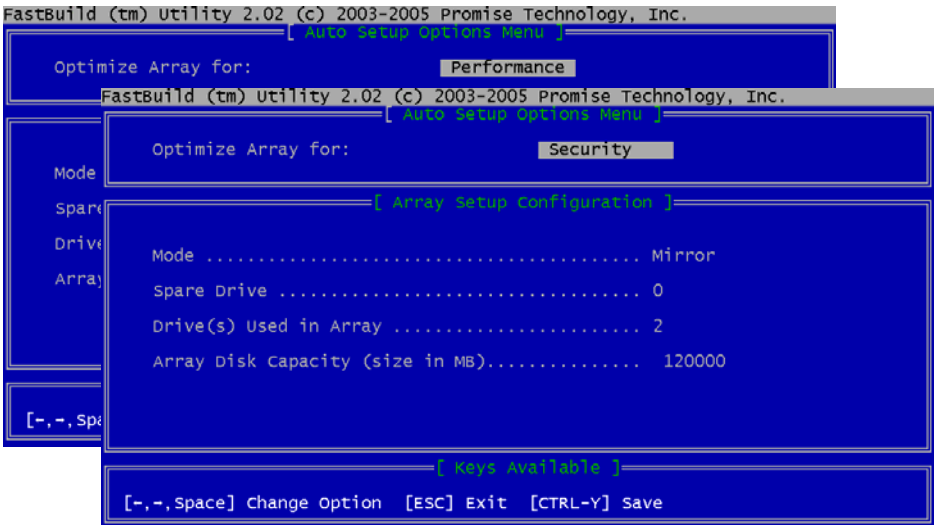 FastBuild (tm) Utility 2.02 (c) 2003-2005 Promise Technology, Inc.
[ Auto Setup Options Menu ]
Optimize Array for: Performance
Mode
Spare
Drive
Array
[←,→,Spa
FastBuild (tm) Utility 2.02 (c) 2003-2005 Promise Technology, Inc.
[ Auto Setup Options Menu ]
Optimize Array for: Security
[ Array Setup Configuration ]
Mode .......................................... Mirror
Spare Drive ................................... 0
Drive(s) Used in Array ........................ 2
Array Disk Capacity (size in MB)............... 120000
[ Keys Available ]
[←,→,Space] Change Option [ESC] Exit [CTRL-Y] Save